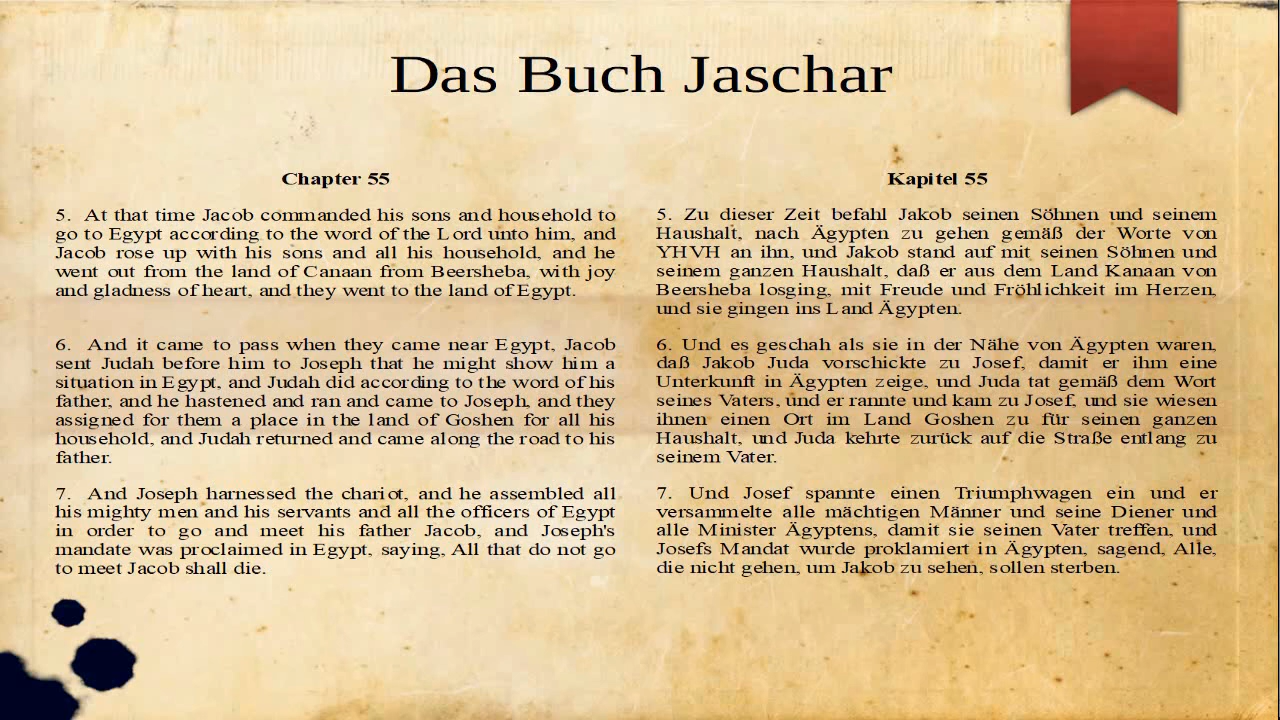 Das Buch Jaschar
Chapter 55
5. At that time Jacob commanded his sons and household to
go to Egypt according to the word of the Lord unto him, and
Jacob rose up with his sons and all his household, and he
went out from the land of Canaan from Beersheba, with joy
and gladness of heart, and they went to the land of Egypt.
6. And it came to pass when they came near Egypt, Jacob
sent Judah before him to Joseph that he might show him a
situation in Egypt, and Judah did according to the word of his
father, and he hastened and ran and came to Joseph, and they
assigned for them a place in the land of Goshen for all his
household, and Judah returned and came along the road to his
father.
7. And Joseph harnessed the chariot, and he assembled all
his mighty men and his servants and all the officers of Egypt
in order to go and meet his father Jacob, and Joseph's
mandate was proclaimed in Egypt, saying, All that do not go
to meet Jacob shall die.
Kapitel 55
5. Zu dieser Zeit befahl Jakob seinen Söhnen und seinem
Haushalt, nach Ägypten zu gehen gemäß der Worte von
YHVH an ihn, und Jakob stand auf mit seinen Söhnen und
seinem ganzen Haushalt, daß er aus dem Land Kanaan von
Beersheba losging, mit Freude und Fröhlichkeit im Herzen,
und sie gingen ins Land Ägypten.
6. Und es geschah als sie in der Nähe von Ägypten waren,
daß Jakob Juda vorschickte zu Josef, damit er ihm eine
Unterkunft in Ägypten zeige, und Juda tat gemäß dem Wort
seines Vaters, und er rannte und kam zu Josef, und sie wiesen
ihnen einen Ort im Land Goshen zu für seinen ganzen
Haushalt, und Juda kehrte zurück auf die Straße entlang zu
seinem Vater.
7. Und Josef spannte einen Triumphwagen ein und er
versammelte alle mächtigen Männer und seine Diener und
alle Minister Ägyptens, damit sie seinen Vater treffen, und
Josefs Mandat wurde proklamiert in Ägypten, sagend, Alle,
die nicht gehen, um Jakob zu sehen, sollen sterben.